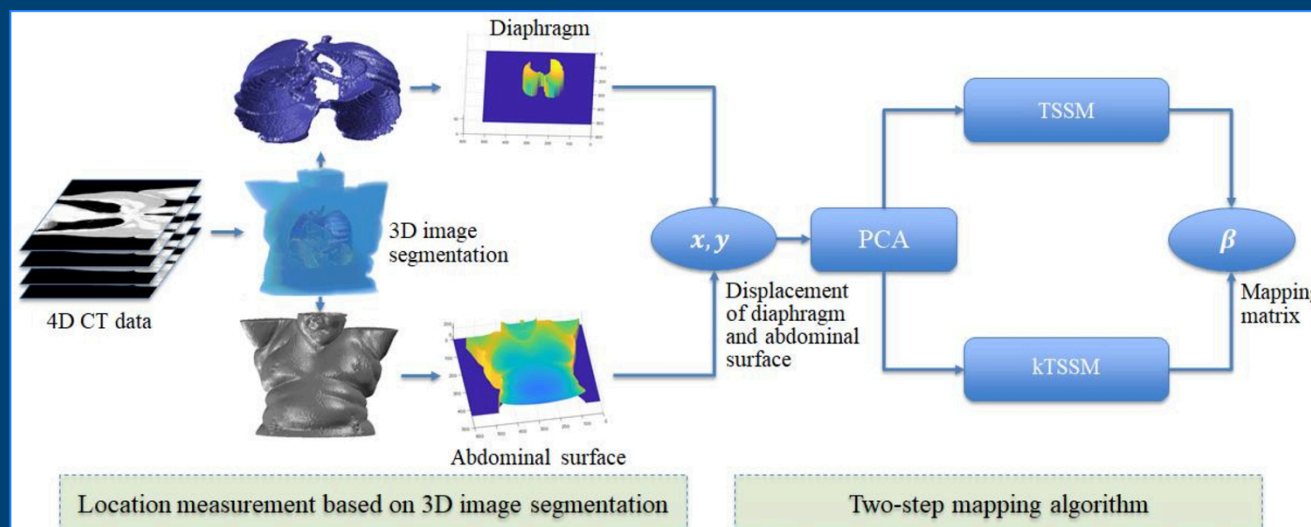 Diaphragm
4D CT data
3D image
segmentation
Abdominal surface
x, y
Displacement
of diaphragm
and abdominal
surface
PCA
TSSM
kTSSM
β
Mapping
matrix
Location measurement based on 3D image segmentation
Two-step mapping algorithm